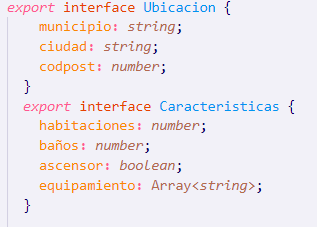 export interface Ubicacion {
municipio: string;
ciudad: string;
codpost: number;
}
export interface Caracteristicas {
habitaciones: number;
baños: number;
ascensor: boolean;
equipamiento: Array<string>;
}